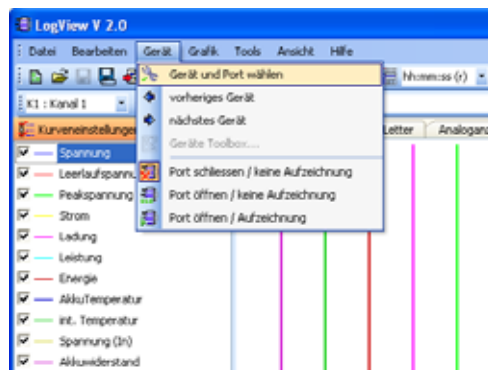 LogView V 2.0
Datei Bearbeiten Gerät Grafik Tools Ansicht Hilfe
Gerät und Port wählen
hh:mm:ss (r)
K1 : Kanal 1
vorheriges Gerät
nächstes Gerät
Kurveneinstellungen
Letter
Geräte Toolbox....
Spannung
Port schliessen / keine Aufzeichnung
Port öffnen / keine Aufzeichnung
Peakspannung
Port öffnen / Aufzeichnung
Strom
Ladung
Leistung
Energie
AkkuTemperatur
int. Temperatur
Spannung (In)
Akkuwiderstand